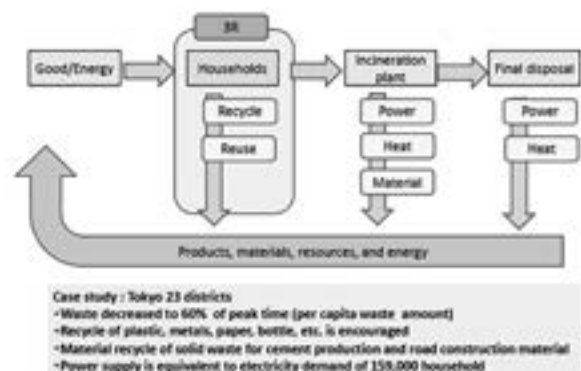 3R
Good/Energy
Households
Incineration
plant
Final disposal
Recycle
Reuse
Power
Heat
Material
Power
Heat
Products, materials, resources, and energy
Case study : Tokyo 23 districts
•Waste decreased to 60% of peak time (per capita waste amount)
•Recycle of plastic, metals, paper, bottle, etc. is encouraged
•Material recycle of solid waste for cement production and road construction material
•Power supply is equivalent to electricity demand of 159,000 household